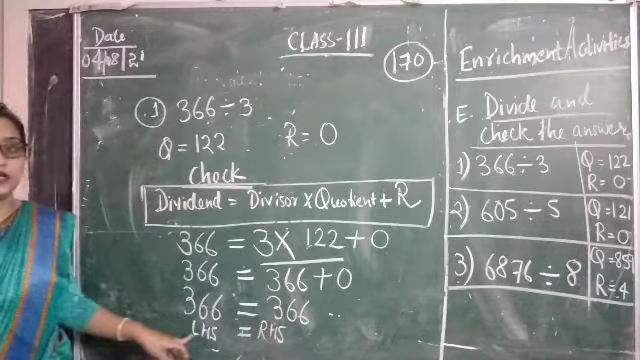 Date
04/08/21
CLASS-III
170
1) 366÷3
Q=122 R=0
Check
Dividend = Divisor × Quotient + R
366 = 3 × 122 + 0
366 = 366 + 0
366 = 366
LHS = RHS
Enrichment Activities
E. Divide and
check the answer
1) 366÷3 Q=122
R=0
2) 605÷5 Q=121
R=0
3) 6876÷8 Q=859
R=4